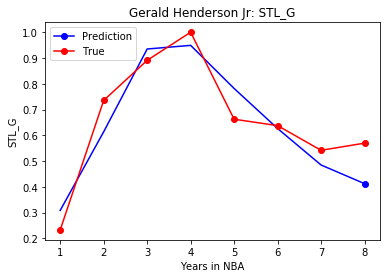 Gerald Henderson Jr: STL_G
Prediction
True
1.0
0.9
0.8
0.7
0.6
0.5
0.4
0.3
0.2
STL_G
1 2 3 4 5 6 7 8
Years in NBA